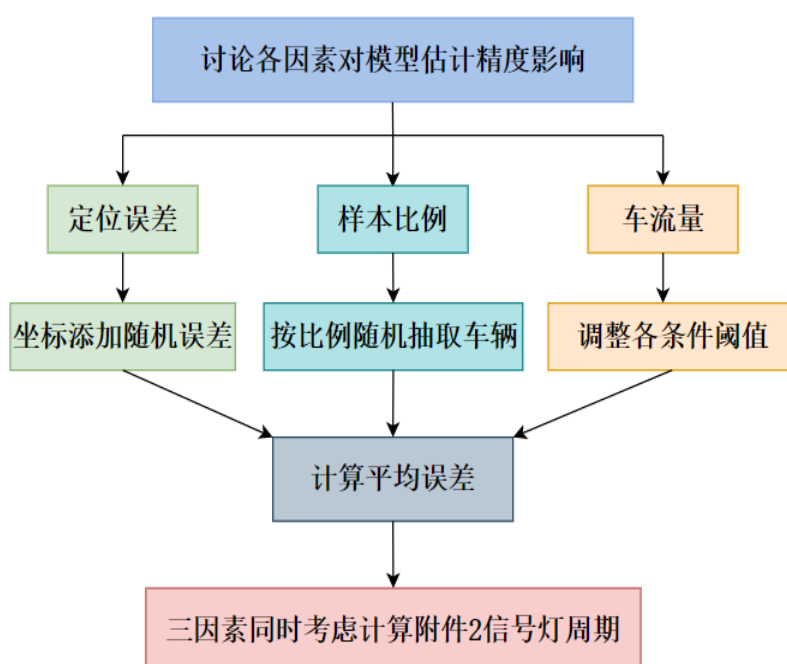 讨论各因素对模型估计精度影响
定位误差
样本比例
车流量
坐标添加随机误差
按比例随机抽取车辆
调整各条件阈值
计算平均误差
三因素同时考虑计算附件2信号灯周期